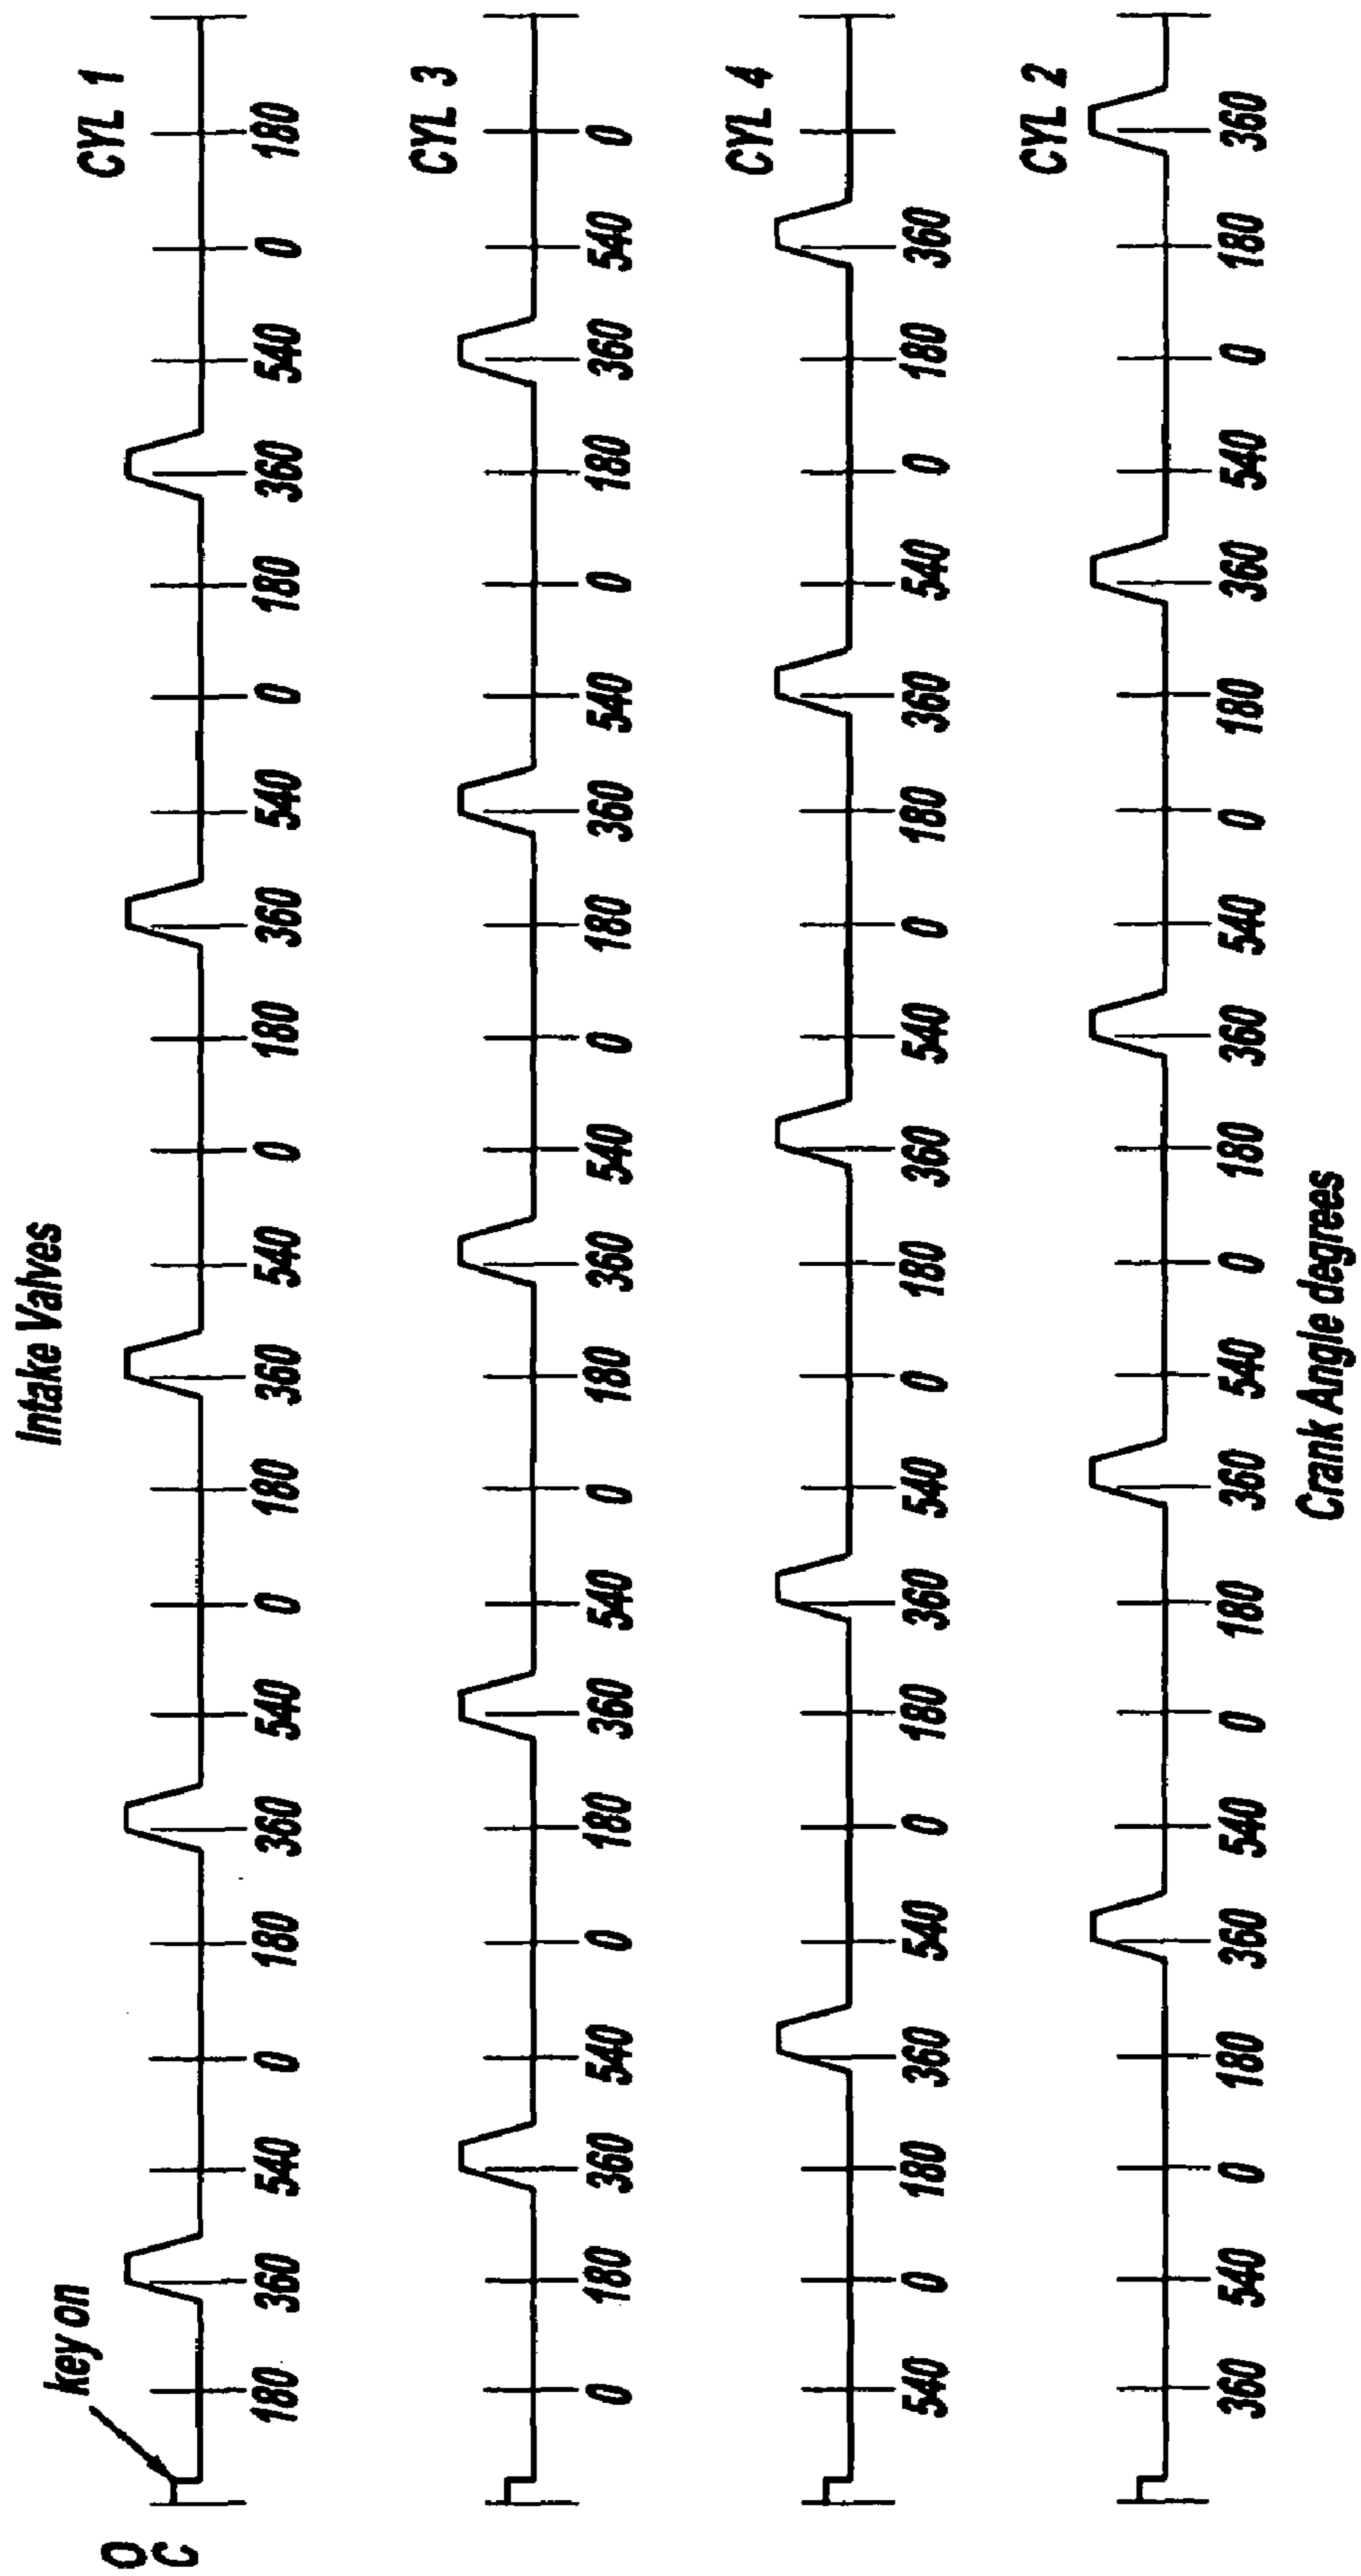 Intake Valves
key on
O
C
CYL 1
180 360 540 0 180 360 540 0 180 360 540 0 180 360 540 0 180 360 540 0 180
CYL 3
0 180 360 540 0 180 360 540 0 180 360 540 0 180 360 540 0 180 360 540 0
CYL 4
540 0 180 360 540 0 180 360 540 0 180 360 540 0 180 360 540 0 180 360
CYL 2
360 540 0 180 360 540 0 180 360 540 0 180 360 540 0 180 360 540 0 180 360
Crank Angle degrees